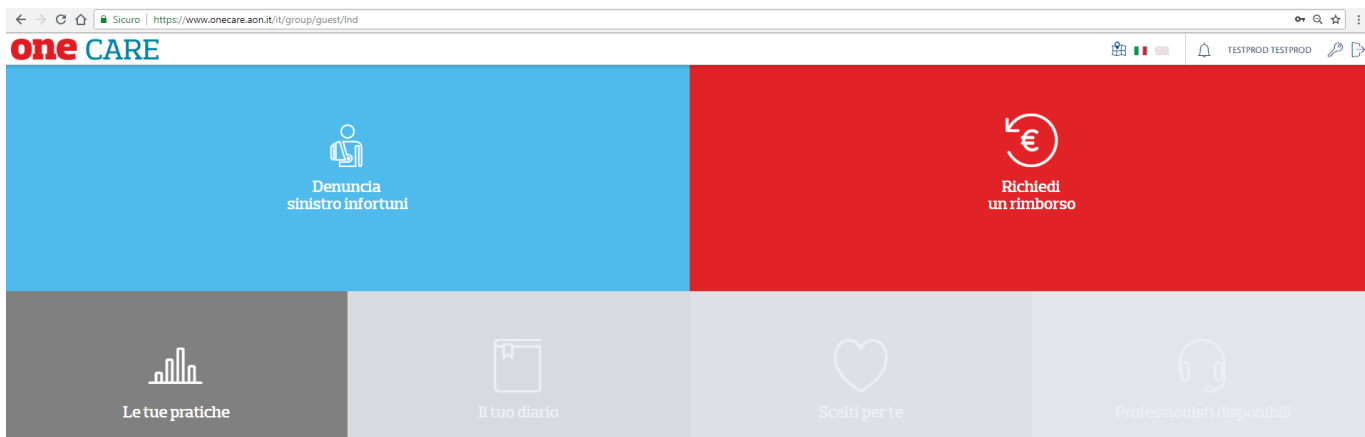 Sicuro | https://www.onecare.aon.it/it/group/guest/lnd
one CARE
TESTPROD TESTPROD
Denuncia
sinistro infortuni
€
Richiedi
un rimborso
Le tue pratiche
Il tuo diario
Scelti per te
Professionisti disponibili